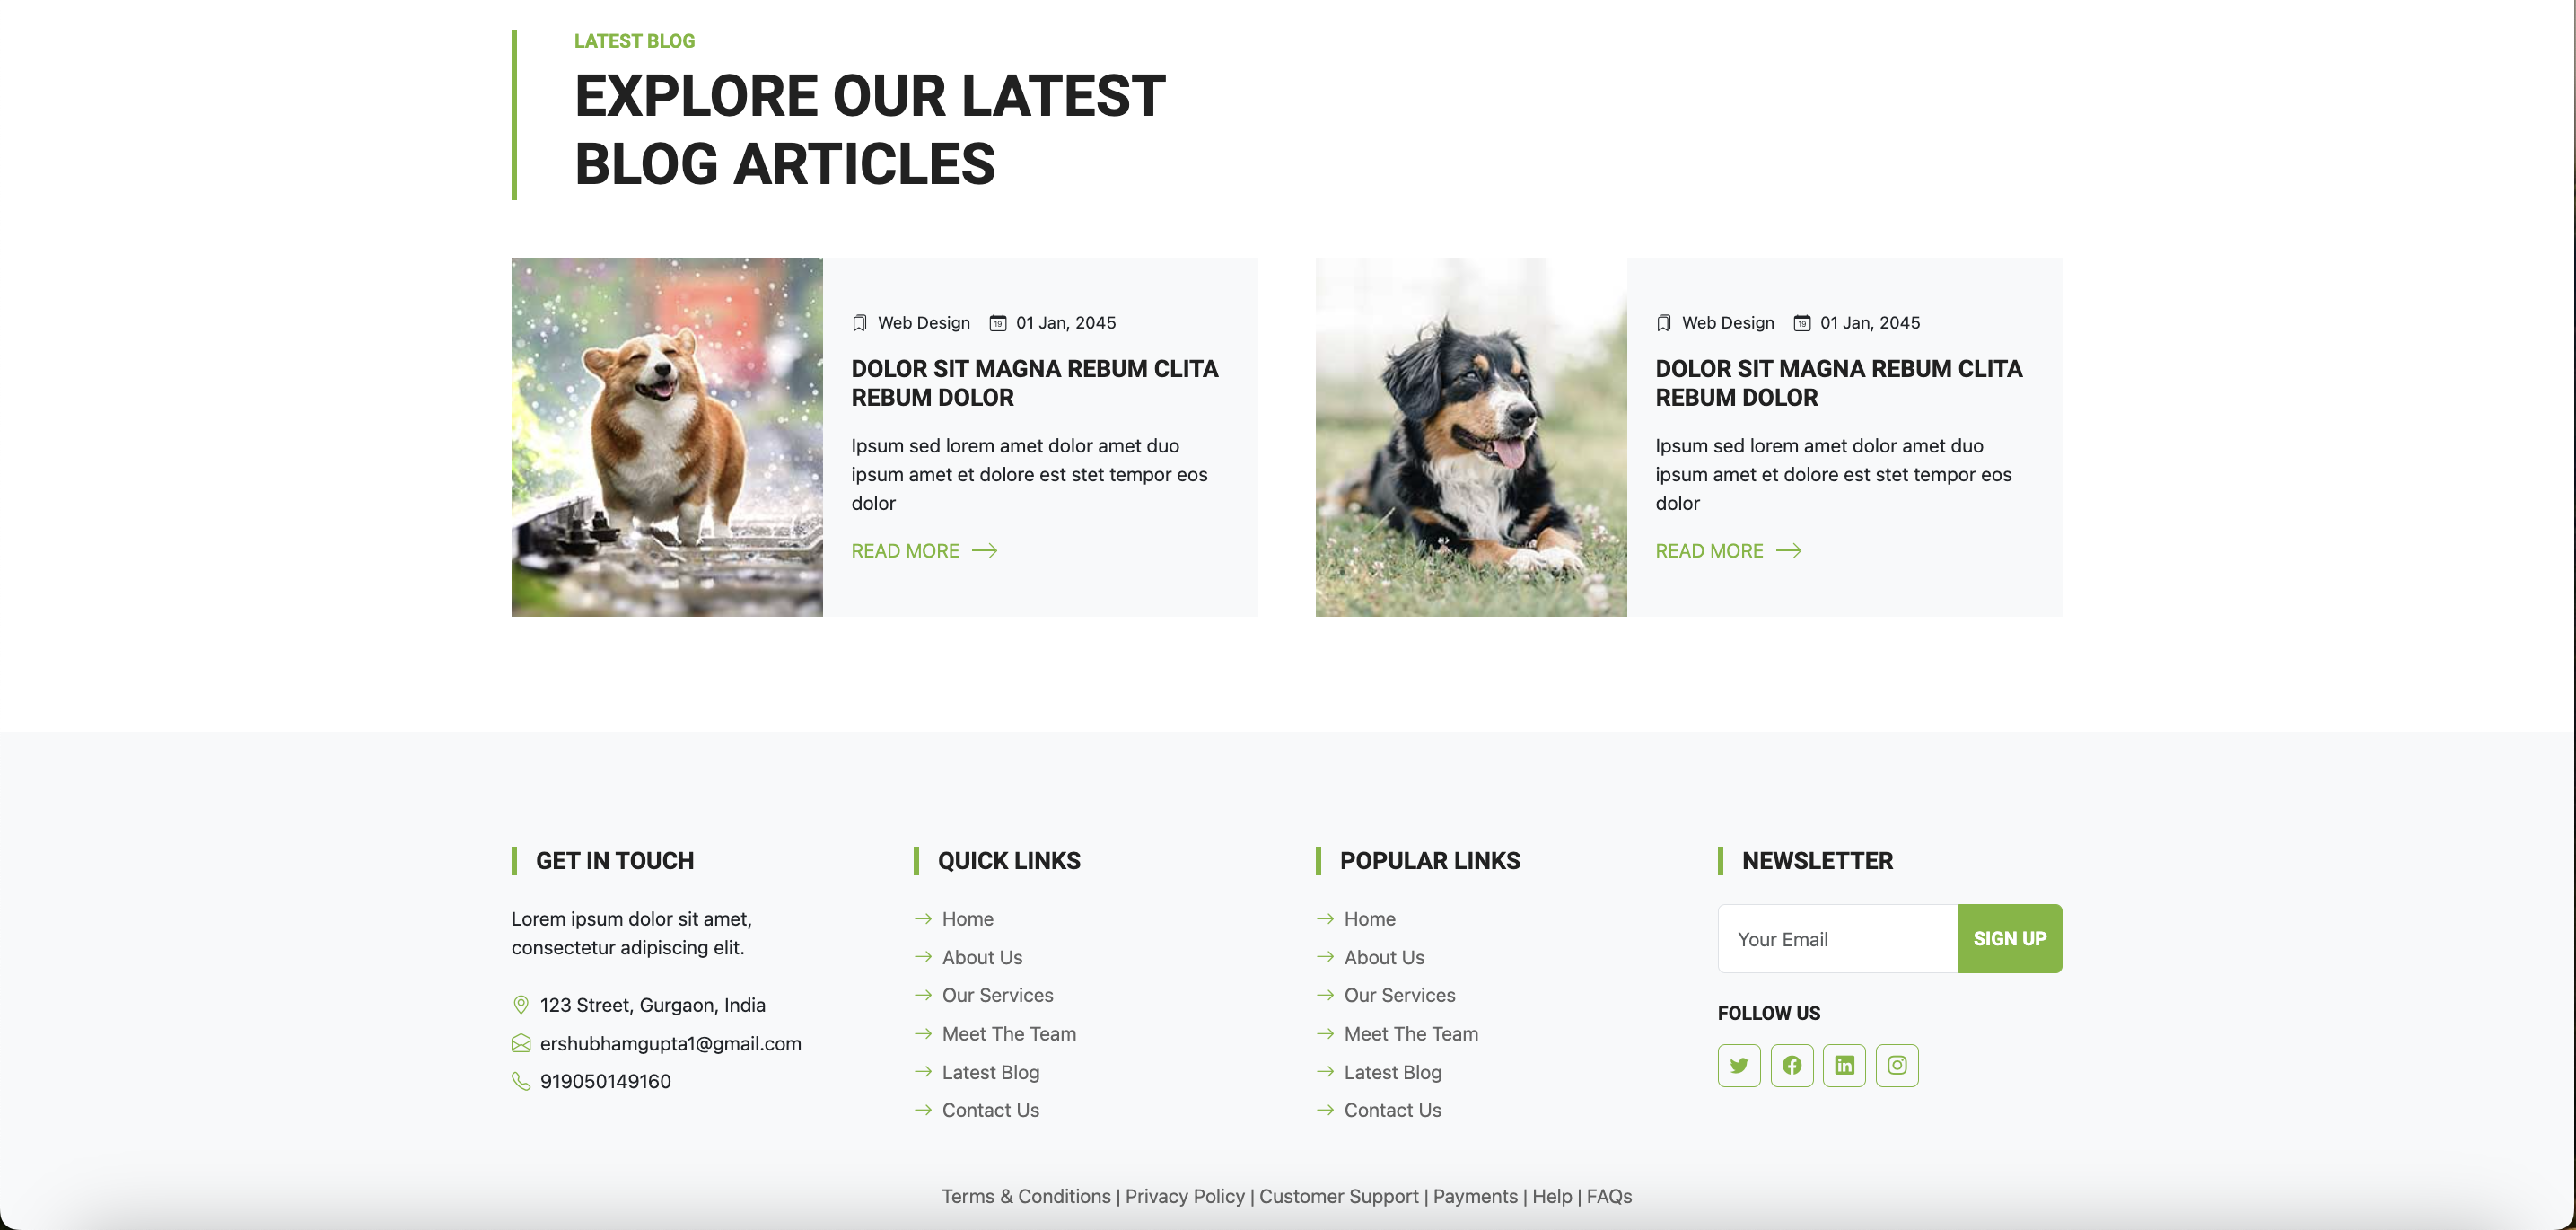 LATEST BLOG
EXPLORE OUR LATEST
BLOG ARTICLES
Web Design 19 01 Jan, 2045
DOLOR SIT MAGNA REBUM CLITA
REBUM DOLOR
Ipsum sed lorem amet dolor amet duo
ipsum amet et dolore est stet tempor eos
dolor
READ MORE
Web Design 19 01 Jan, 2045
DOLOR SIT MAGNA REBUM CLITA
REBUM DOLOR
Ipsum sed lorem amet dolor amet duo
ipsum amet et dolore est stet tempor eos
dolor
READ MORE
GET IN TOUCH
Lorem ipsum dolor sit amet,
consectetur adipiscing elit.
123 Street, Gurgaon, India
ershubhamgupta1@gmail.com
919050149160
QUICK LINKS
Home
About Us
Our Services
Meet The Team
Latest Blog
Contact Us
POPULAR LINKS
Home
About Us
Our Services
Meet The Team
Latest Blog
Contact Us
NEWSLETTER
Your Email SIGN UP
FOLLOW US
Terms & Conditions | Privacy Policy | Customer Support | Payments | Help | FAQs